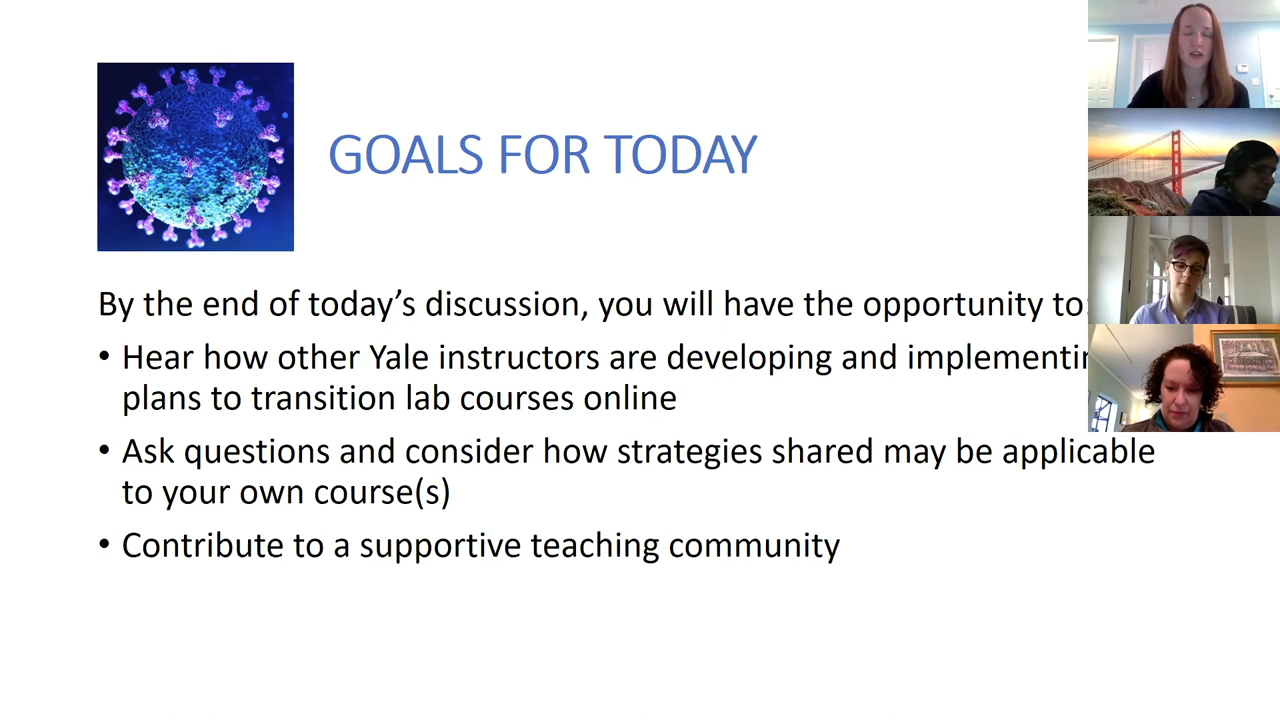 GOALS FOR TODAY
By the end of today’s discussion, you will have the opportunity to:
• Hear how other Yale instructors are developing and
plans to transition lab courses online
• Ask questions and consider how strategies shared may be applicable
to your own course(s)
• Contribute to a supportive teaching community